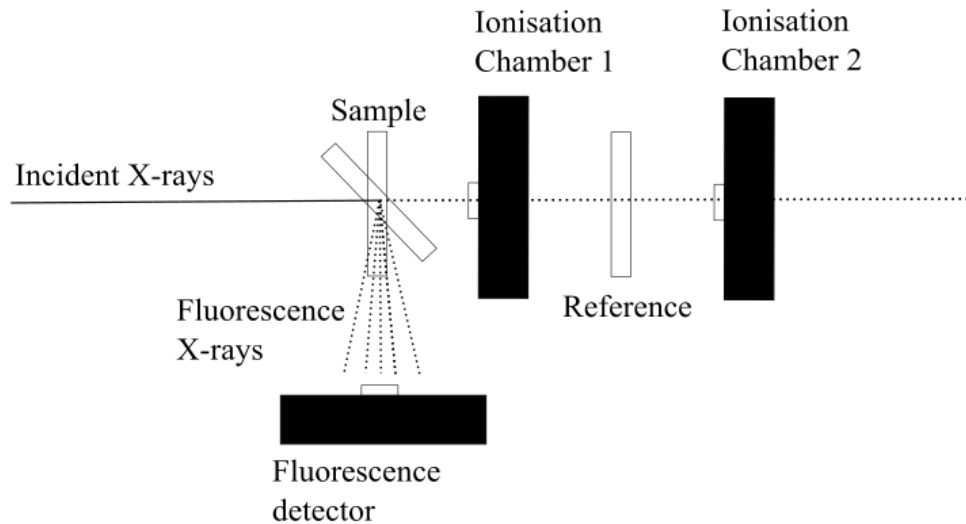 Ionisation
Chamber 1
Ionisation
Chamber 2
Sample
Incident X-rays
Reference
Fluorescence
X-rays
Fluorescence
detector